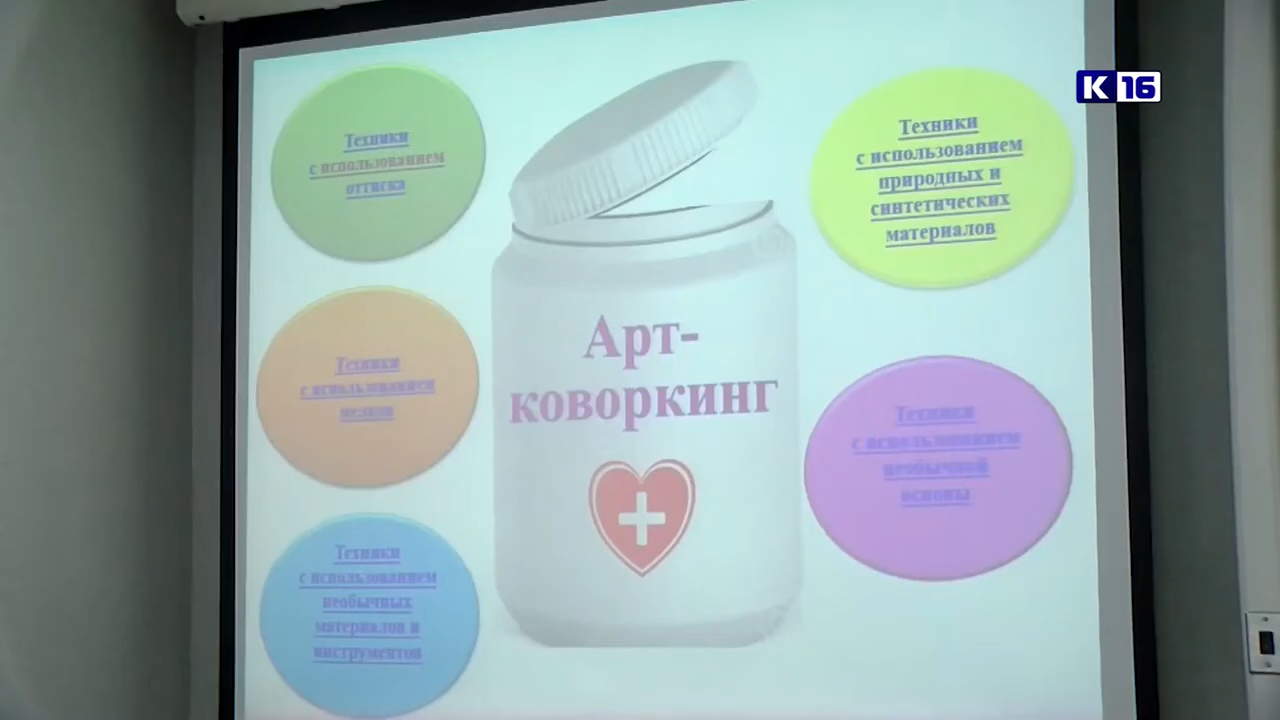 К 16
Техники
с использованием
оттиска
Техники
с использованием
природных и
синтетических
материалов
Арт-
коворкинг
Техники
с использованием
мелков
Техники
с использованием
необычной
основы
Техники
с использованием
необычных
материалов и
инструментов